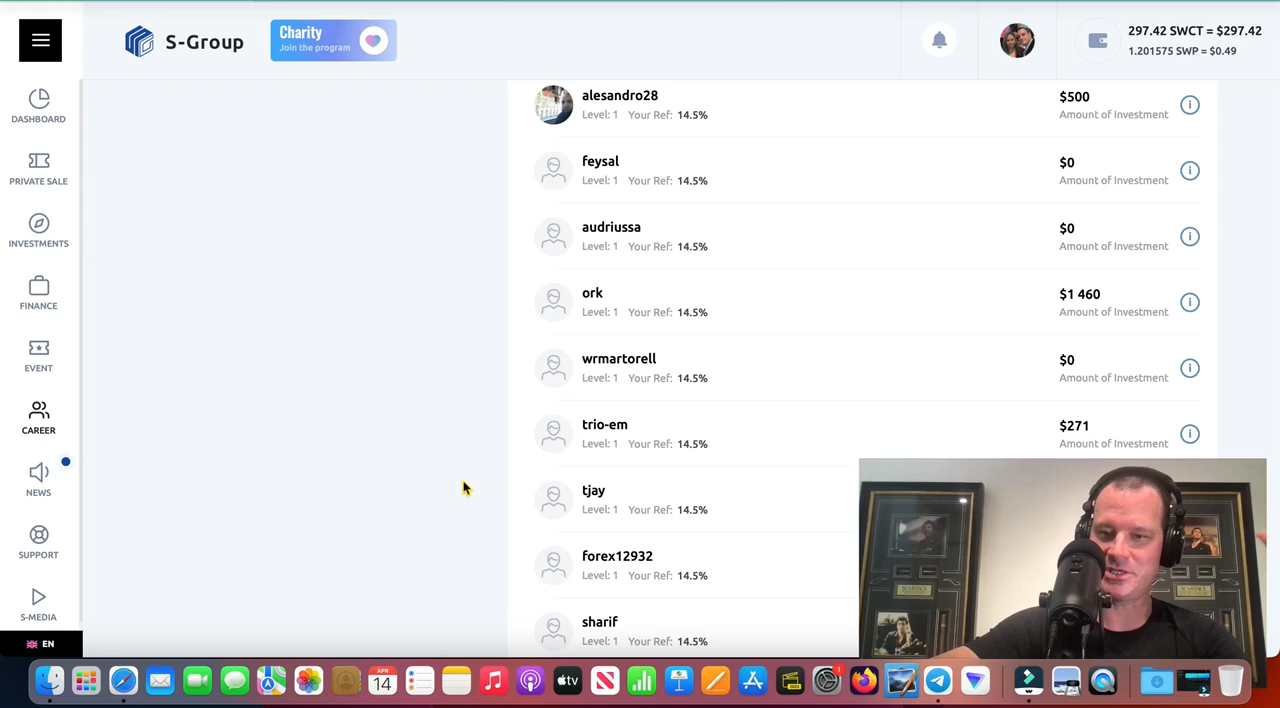 S-Group
Charity
Join the program
297.42 SWCT = $297.42
1.201575 SWP = $0.49
DASHBOARD
PRIVATE SALE
INVESTMENTS
FINANCE
EVENT
CAREER
NEWS
SUPPORT
S-MEDIA
EN
alesandro28
Level: 1 Your Ref: 14.5%
$500
Amount of Investment
feysal
Level: 1 Your Ref: 14.5%
$0
Amount of Investment
audriussa
Level: 1 Your Ref: 14.5%
$0
Amount of Investment
ork
Level: 1 Your Ref: 14.5%
$1 460
Amount of Investment
wrmartorell
Level: 1 Your Ref: 14.5%
$0
Amount of Investment
trio-em
Level: 1 Your Ref: 14.5%
$271
Amount of Investment
tjay
Level: 1 Your Ref: 14.5%
forex12932
Level: 1 Your Ref: 14.5%
sharif
Level: 1 Your Ref: 14.5%
APR
14
tv
1